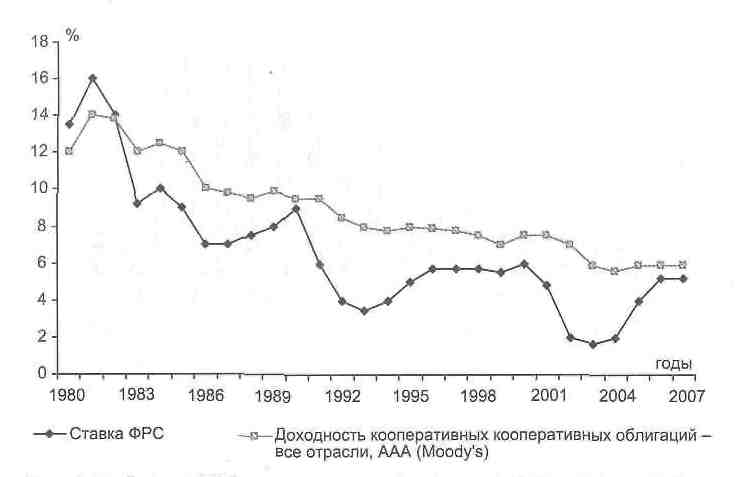 %
18
16
14
12
10
8
6
4
2
0
годы
1980 1983 1986 1989 1992 1995 1998 2001 2004 2007
Ставка ФРС
Доходность кооперативных кооперативных облигаций –
все отрасли, ААА (Moody's)